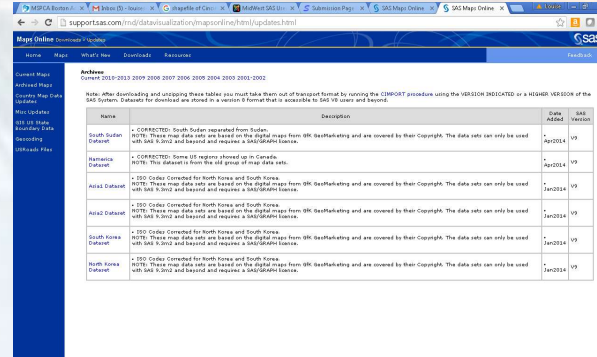 MSPCA Boston A
Inbox (5) - louise
shapefile of Cinci
MidWest SAS Us
Submission Page
SAS Maps Online
SAS Maps Online
support.sas.com/rnd/datavisualization/mapsonline/html/updates.html
Maps Online Downloads > Updates
Home Maps What's New Downloads Resources Feedback
Current Maps
Archived Maps
Country Map Data
Updates
Misc Updates
GIS US State
Boundary Data
Geocoding
USRoads Files
Archives
Current 2010-2013 2009 2008 2007 2006 2005 2004 2003 2001-2002
Note: After downloading and unzipping these tables you must take them out of transport format by running the CIMPORT procedure using the VERSION INDICATED or a HIGHER VERSION of the
SAS System. Datasets for download are stored in a version 8 format that is accessible to SAS V8 users and beyond.
Name Description Date Added SAS Version
South Sudan
Dataset
• CORRECTED: South Sudan separated from Sudan.
NOTE: These map data sets are based on the digital maps from GfK GeoMarketing and are covered by their Copyright. The data sets can only be used
with SAS 9.3m2 and beyond and requires a SAS/GRAPH license.
• Apr2014 V9
Namerica
Dataset
• CORRECTED: Some US regions showed up in Canada.
NOTE: This dataset is from the old group of map data sets.
• Apr2014 V9
Asia1 Dataset
• ISO Codes Corrected for North Korea and South Korea.
NOTE: These map data sets are based on the digital maps from GfK GeoMarketing and are covered by their Copyright. The data sets can only be used
with SAS 9.3m2 and beyond and requires a SAS/GRAPH license.
• Jan2014 V9
Asia2 Dataset
• ISO Codes Corrected for North Korea and South Korea.
NOTE: These map data sets are based on the digital maps from GfK GeoMarketing and are covered by their Copyright. The data sets can only be used
with SAS 9.3m2 and beyond and requires a SAS/GRAPH license.
• Jan2014 V9
South Korea
Dataset
• ISO Codes Corrected for North Korea and South Korea.
NOTE: These map data sets are based on the digital maps from GfK GeoMarketing and are covered by their Copyright. The data sets can only be used
with SAS 9.3m2 and beyond and requires a SAS/GRAPH license.
• Jan2014 V9
North Korea
Dataset
• ISO Codes Corrected for North Korea and South Korea.
NOTE: These map data sets are based on the digital maps from GfK GeoMarketing and are covered by their Copyright. The data sets can only be used
with SAS 9.3m2 and beyond and requires a SAS/GRAPH license.
• Jan2014 V9